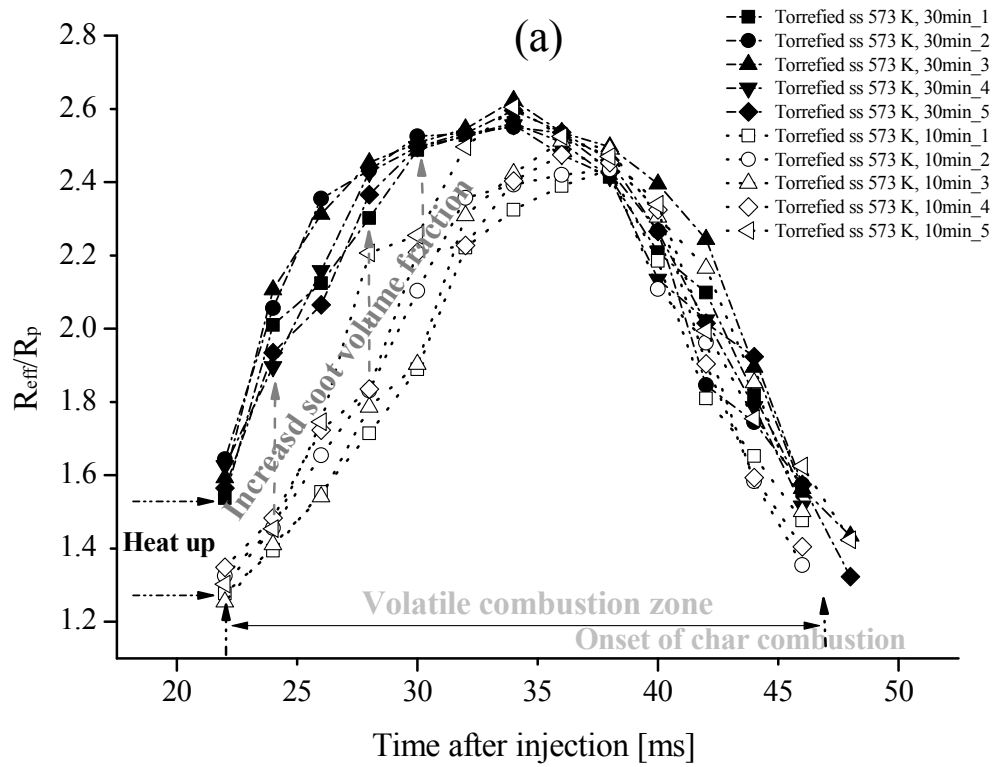 (a)
Torrefied ss 573 K, 30min_1
Torrefied ss 573 K, 30min_2
Torrefied ss 573 K, 30min_3
Torrefied ss 573 K, 30min_4
Torrefied ss 573 K, 30min_5
Torrefied ss 573 K, 10min_1
Torrefied ss 573 K, 10min_2
Torrefied ss 573 K, 10min_3
Torrefied ss 573 K, 10min_4
Torrefied ss 573 K, 10min_5
2.8
2.6
2.4
2.2
2.0
1.8
1.6
1.4
1.2
Reff/Rp
Increasd soot volume fraction
Heat up
Volatile combustion zone
Onset of char combustion
20 25 30 35 40 45 50
Time after injection [ms]